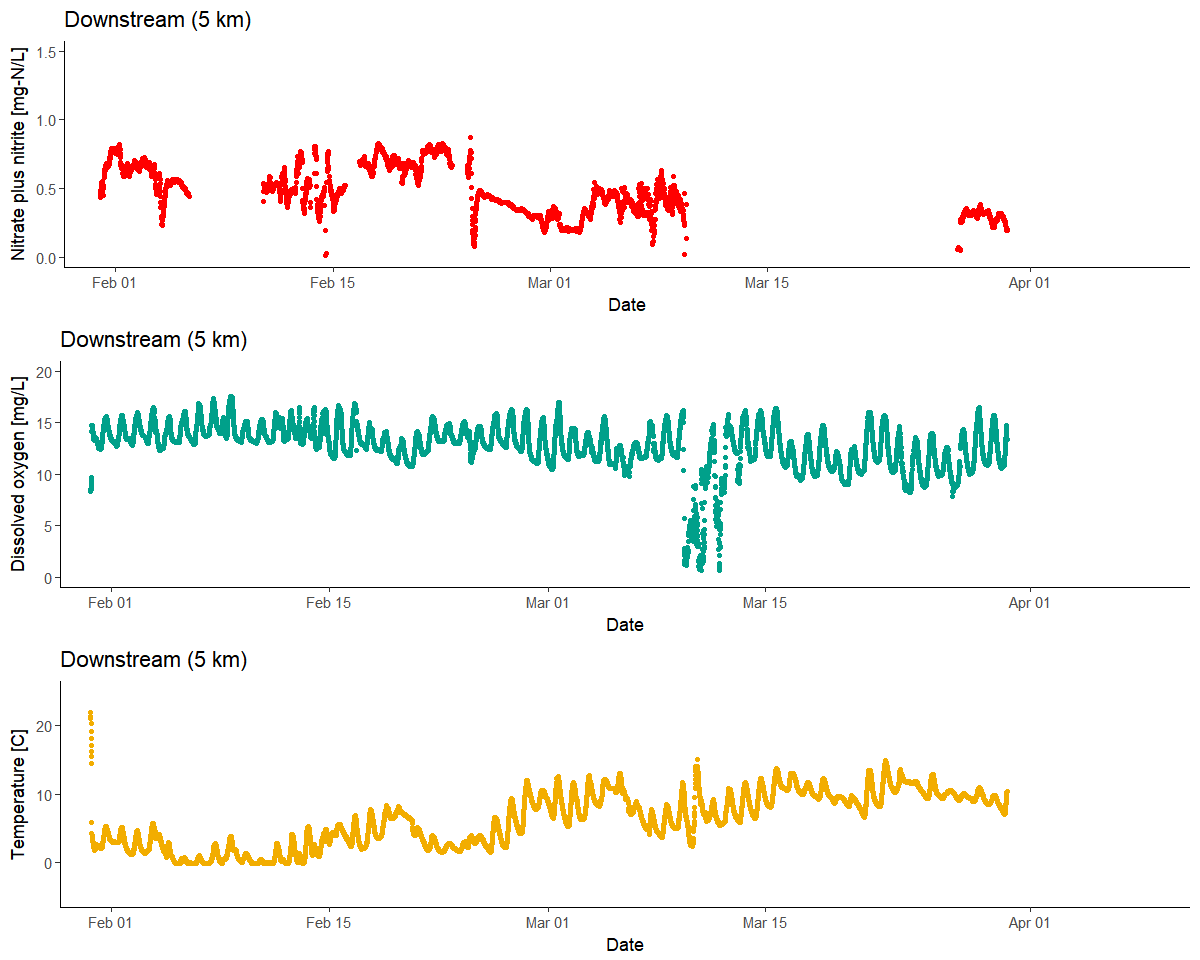 Downstream (5 km)
Nitrate plus nitrite [mg-N/L]
1.5
1.0
0.5
0.0
Feb 01 Feb 15 Mar 01 Mar 15 Apr 01
Date
Downstream (5 km)
Dissolved oxygen [mg/L]
20
15
10
5
0
Feb 01 Feb 15 Mar 01 Mar 15 Apr 01
Date
Downstream (5 km)
Temperature [C]
20
10
0
Feb 01 Feb 15 Mar 01 Mar 15 Apr 01
Date